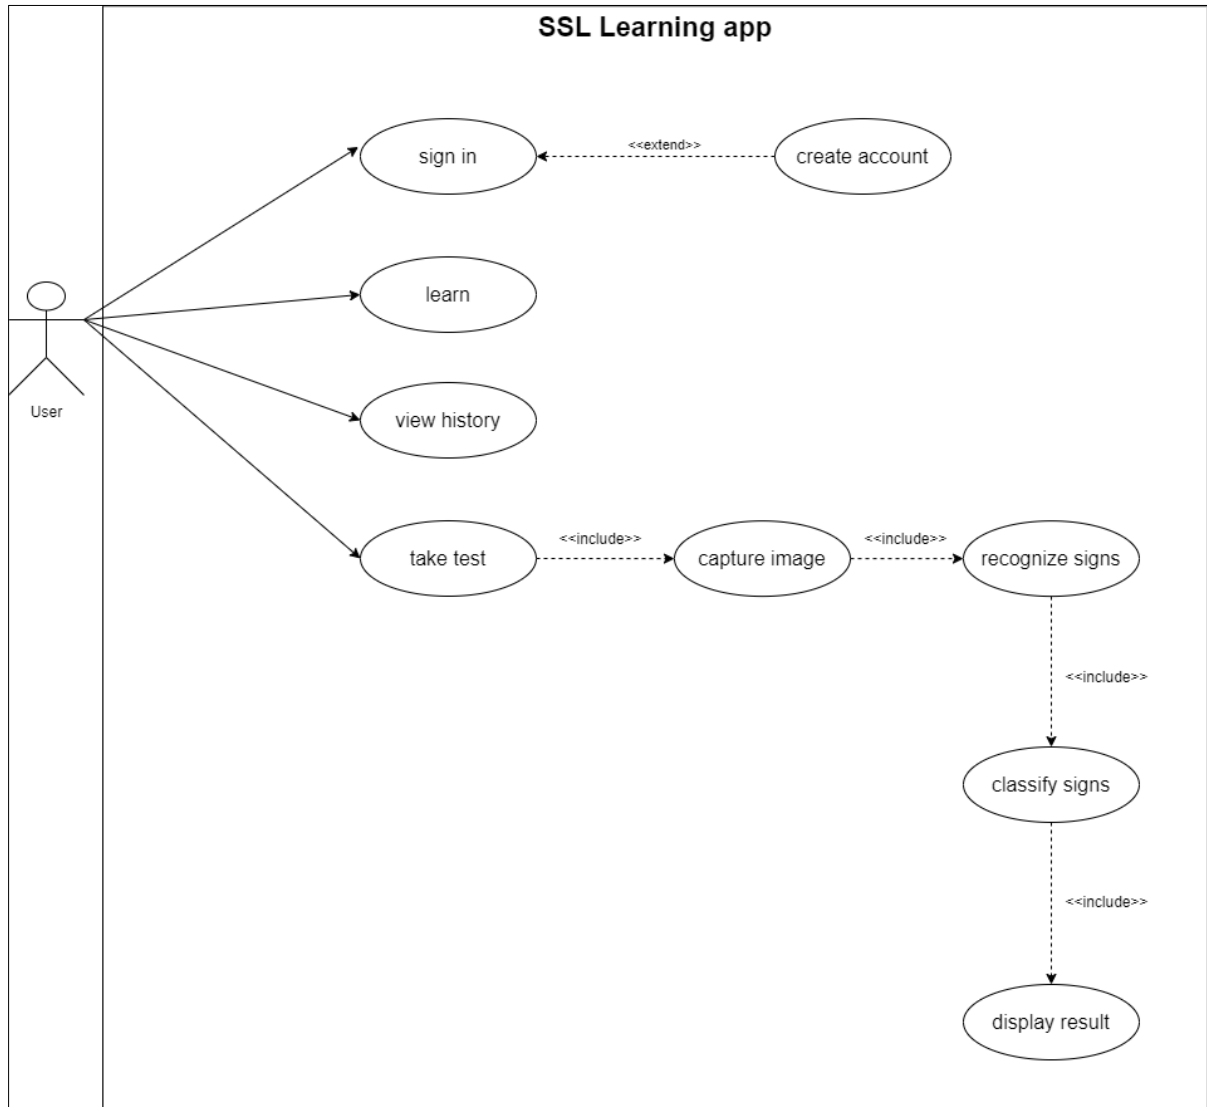 SSL Learning app
sign in
<<extend>>
create account
learn
User
view history
take test
<<include>>
capture image
<<include>>
recognize signs
<<include>>
classify signs
<<include>>
display result